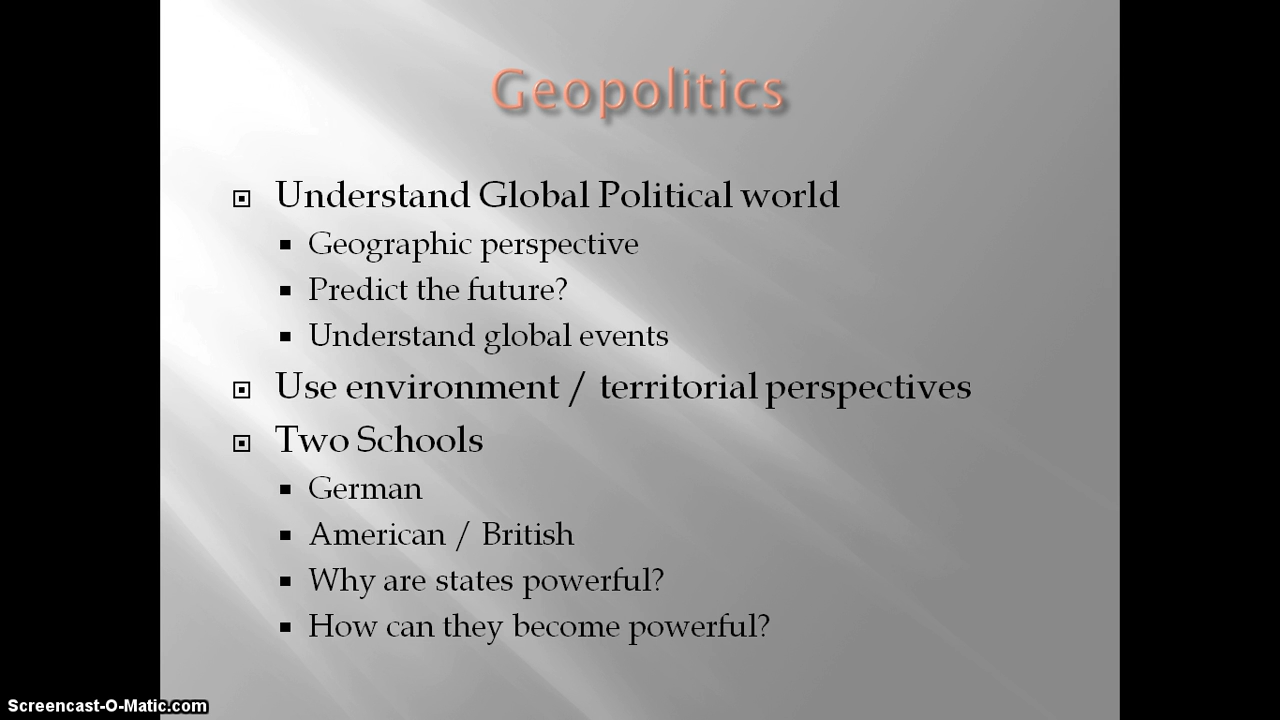 Geopolitics
Understand Global Political world
Geographic perspective
Predict the future?
Understand global events
Use environment / territorial perspectives
Two Schools
German
American / British
Why are states powerful?
How can they become powerful?
Screencast-O-Matic.com